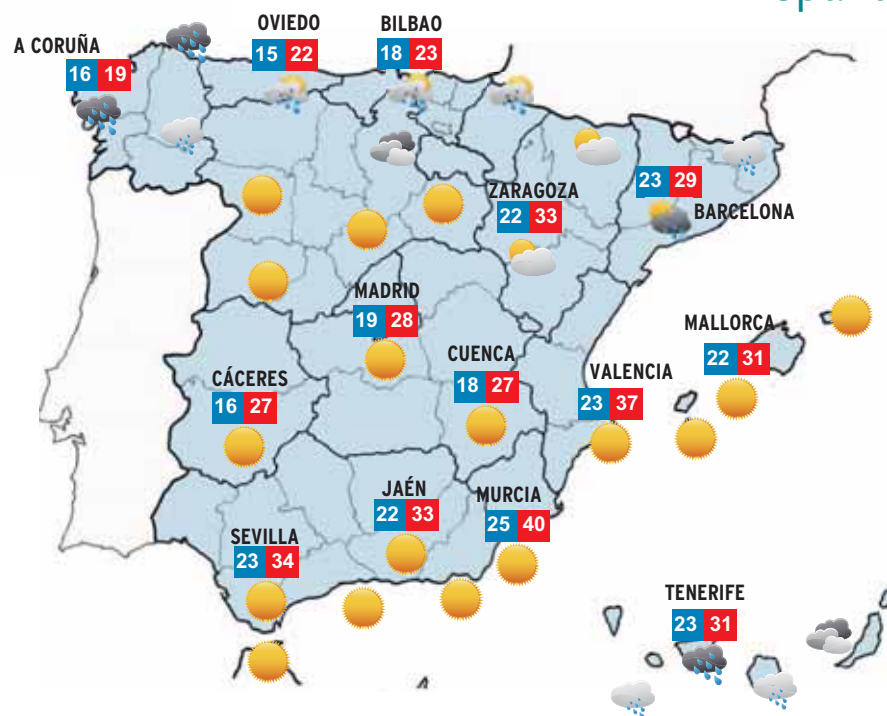 OVIEDO
15 22
BILBAO
18 23
A CORUÑA
16 19
ZARAGOZA
22 33
23 29
BARCELONA
MADRID
19 28
CUENCA
18 27
MALLORCA
22 31
VALENCIA
23 37
CÁCERES
16 27
JAÉN
22 33
MURCIA
25 40
SEVILLA
23 34
TENERIFE
23 31